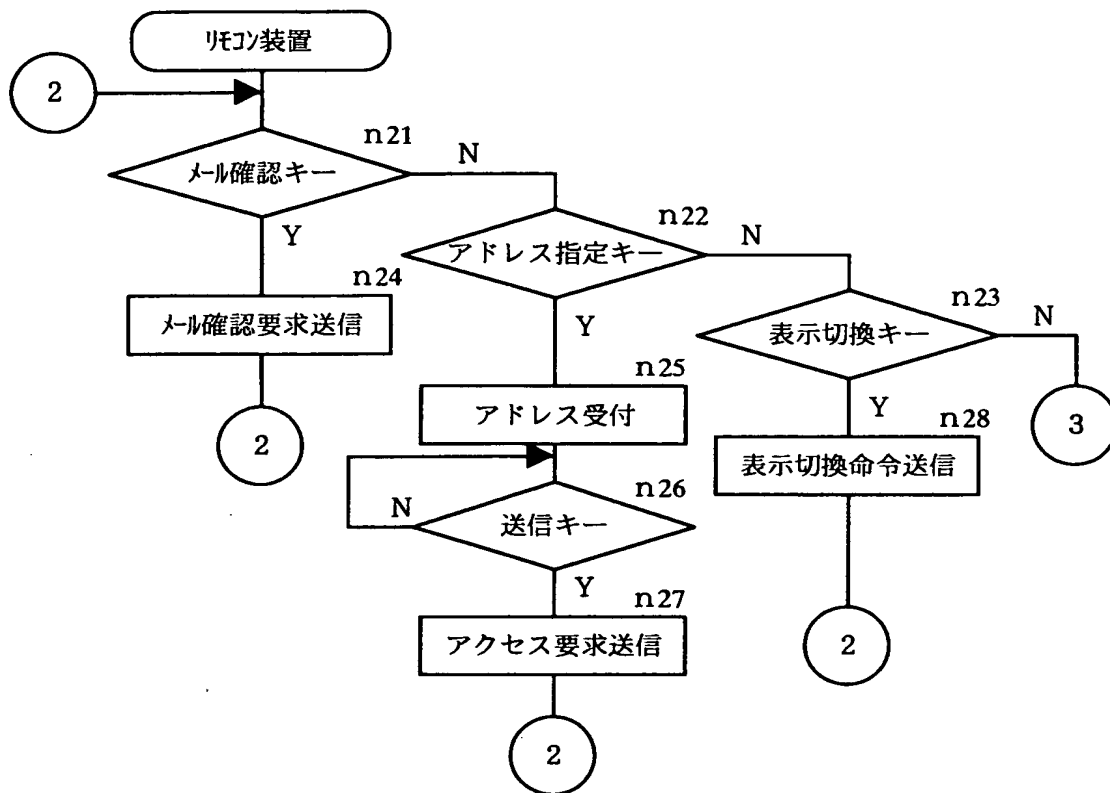 リモコン装置
2
n21
メール確認キー
N
Y
n22
アドレス指定キー
N
Y
n23
表示切換キー
N
Y
n24
メール確認要求送信
2
n25
アドレス受付
n26
送信キー
N
Y
n27
アクセス要求送信
2
n28
表示切換命令送信
2
3